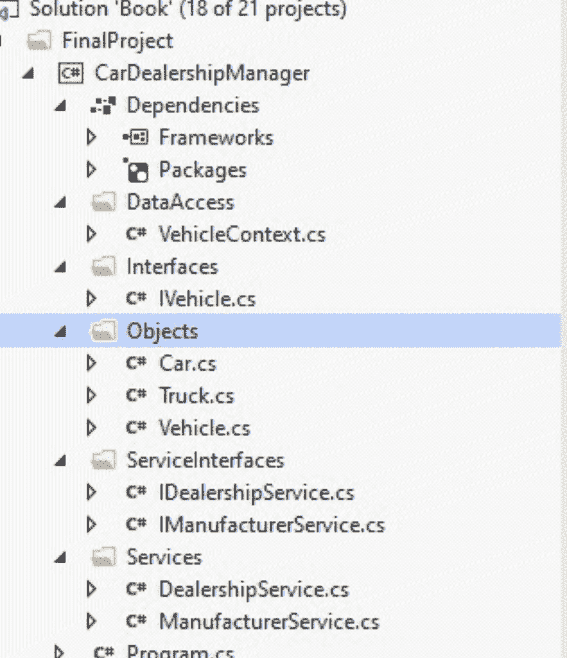 Solution 'Book' (18 of 21 projects)
FinalProject
C# CarDealershipManager
Dependencies
Frameworks
Packages
DataAccess
C# VehicleContext.cs
Interfaces
C# IVehicle.cs
Objects
C# Car.cs
C# Truck.cs
C# Vehicle.cs
ServiceInterfaces
C# IDealershipService.cs
C# IManufacturerService.cs
Services
C# DealershipService.cs
C# ManufacturerService.cs
C# Program.cs